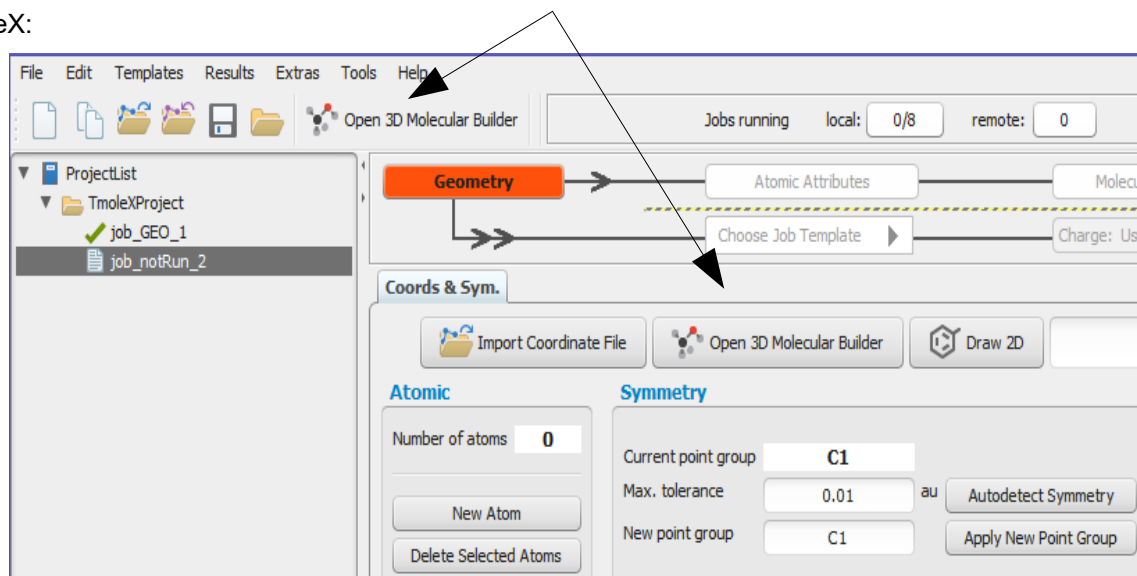 eX:
File Edit Templates Results Extras Tools Help
Open 3D Molecular Builder Jobs running local: 0/8 remote: 0
ProjectList
TmoleXProject
job_GEO_1
job_notRun_2
Geometry Atomic Attributes Molecu
Choose Job Template Charge: Us
Coords & Sym.
Import Coordinate File Open 3D Molecular Builder Draw 2D
Atomic Symmetry
Number of atoms 0
Current point group C1
Max. tolerance 0.01 au Autodetect Symmetry
New Atom
New point group C1 Apply New Point Group
Delete Selected Atoms